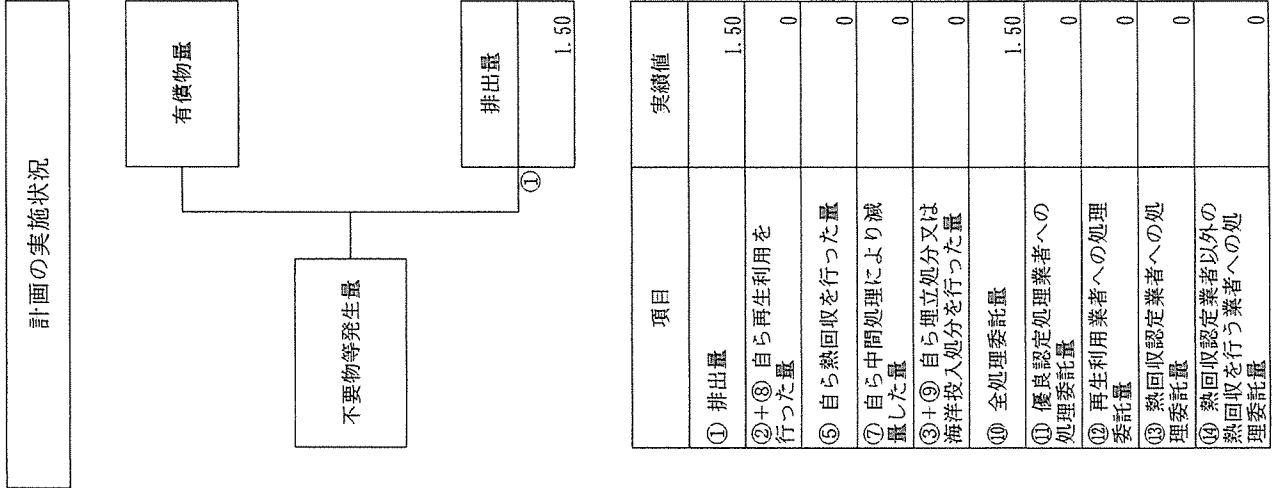 計画の実施状況
有償物量
不要物等発生量
排出量
①
1.50
項目
実績値
① 排出量
1.50
②+⑧ 自ら再生利用を
行った量
0
⑤ 自ら熱回収を行った量
0
⑦ 自ら中間処理により減
量した量
0
③+⑨ 自ら埋立処分又は
海洋投入処分を行った量
0
⑩ 全処理委託量
1.50
⑪ 優良認定処理業者への
処理委託量
0
⑫ 再生利用業者への処理
委託量
0
⑬ 熱回収認定業者への処
理委託量
0
⑭ 熱回収認定業者以外の
熱回収を行う業者への処
理委託量
0